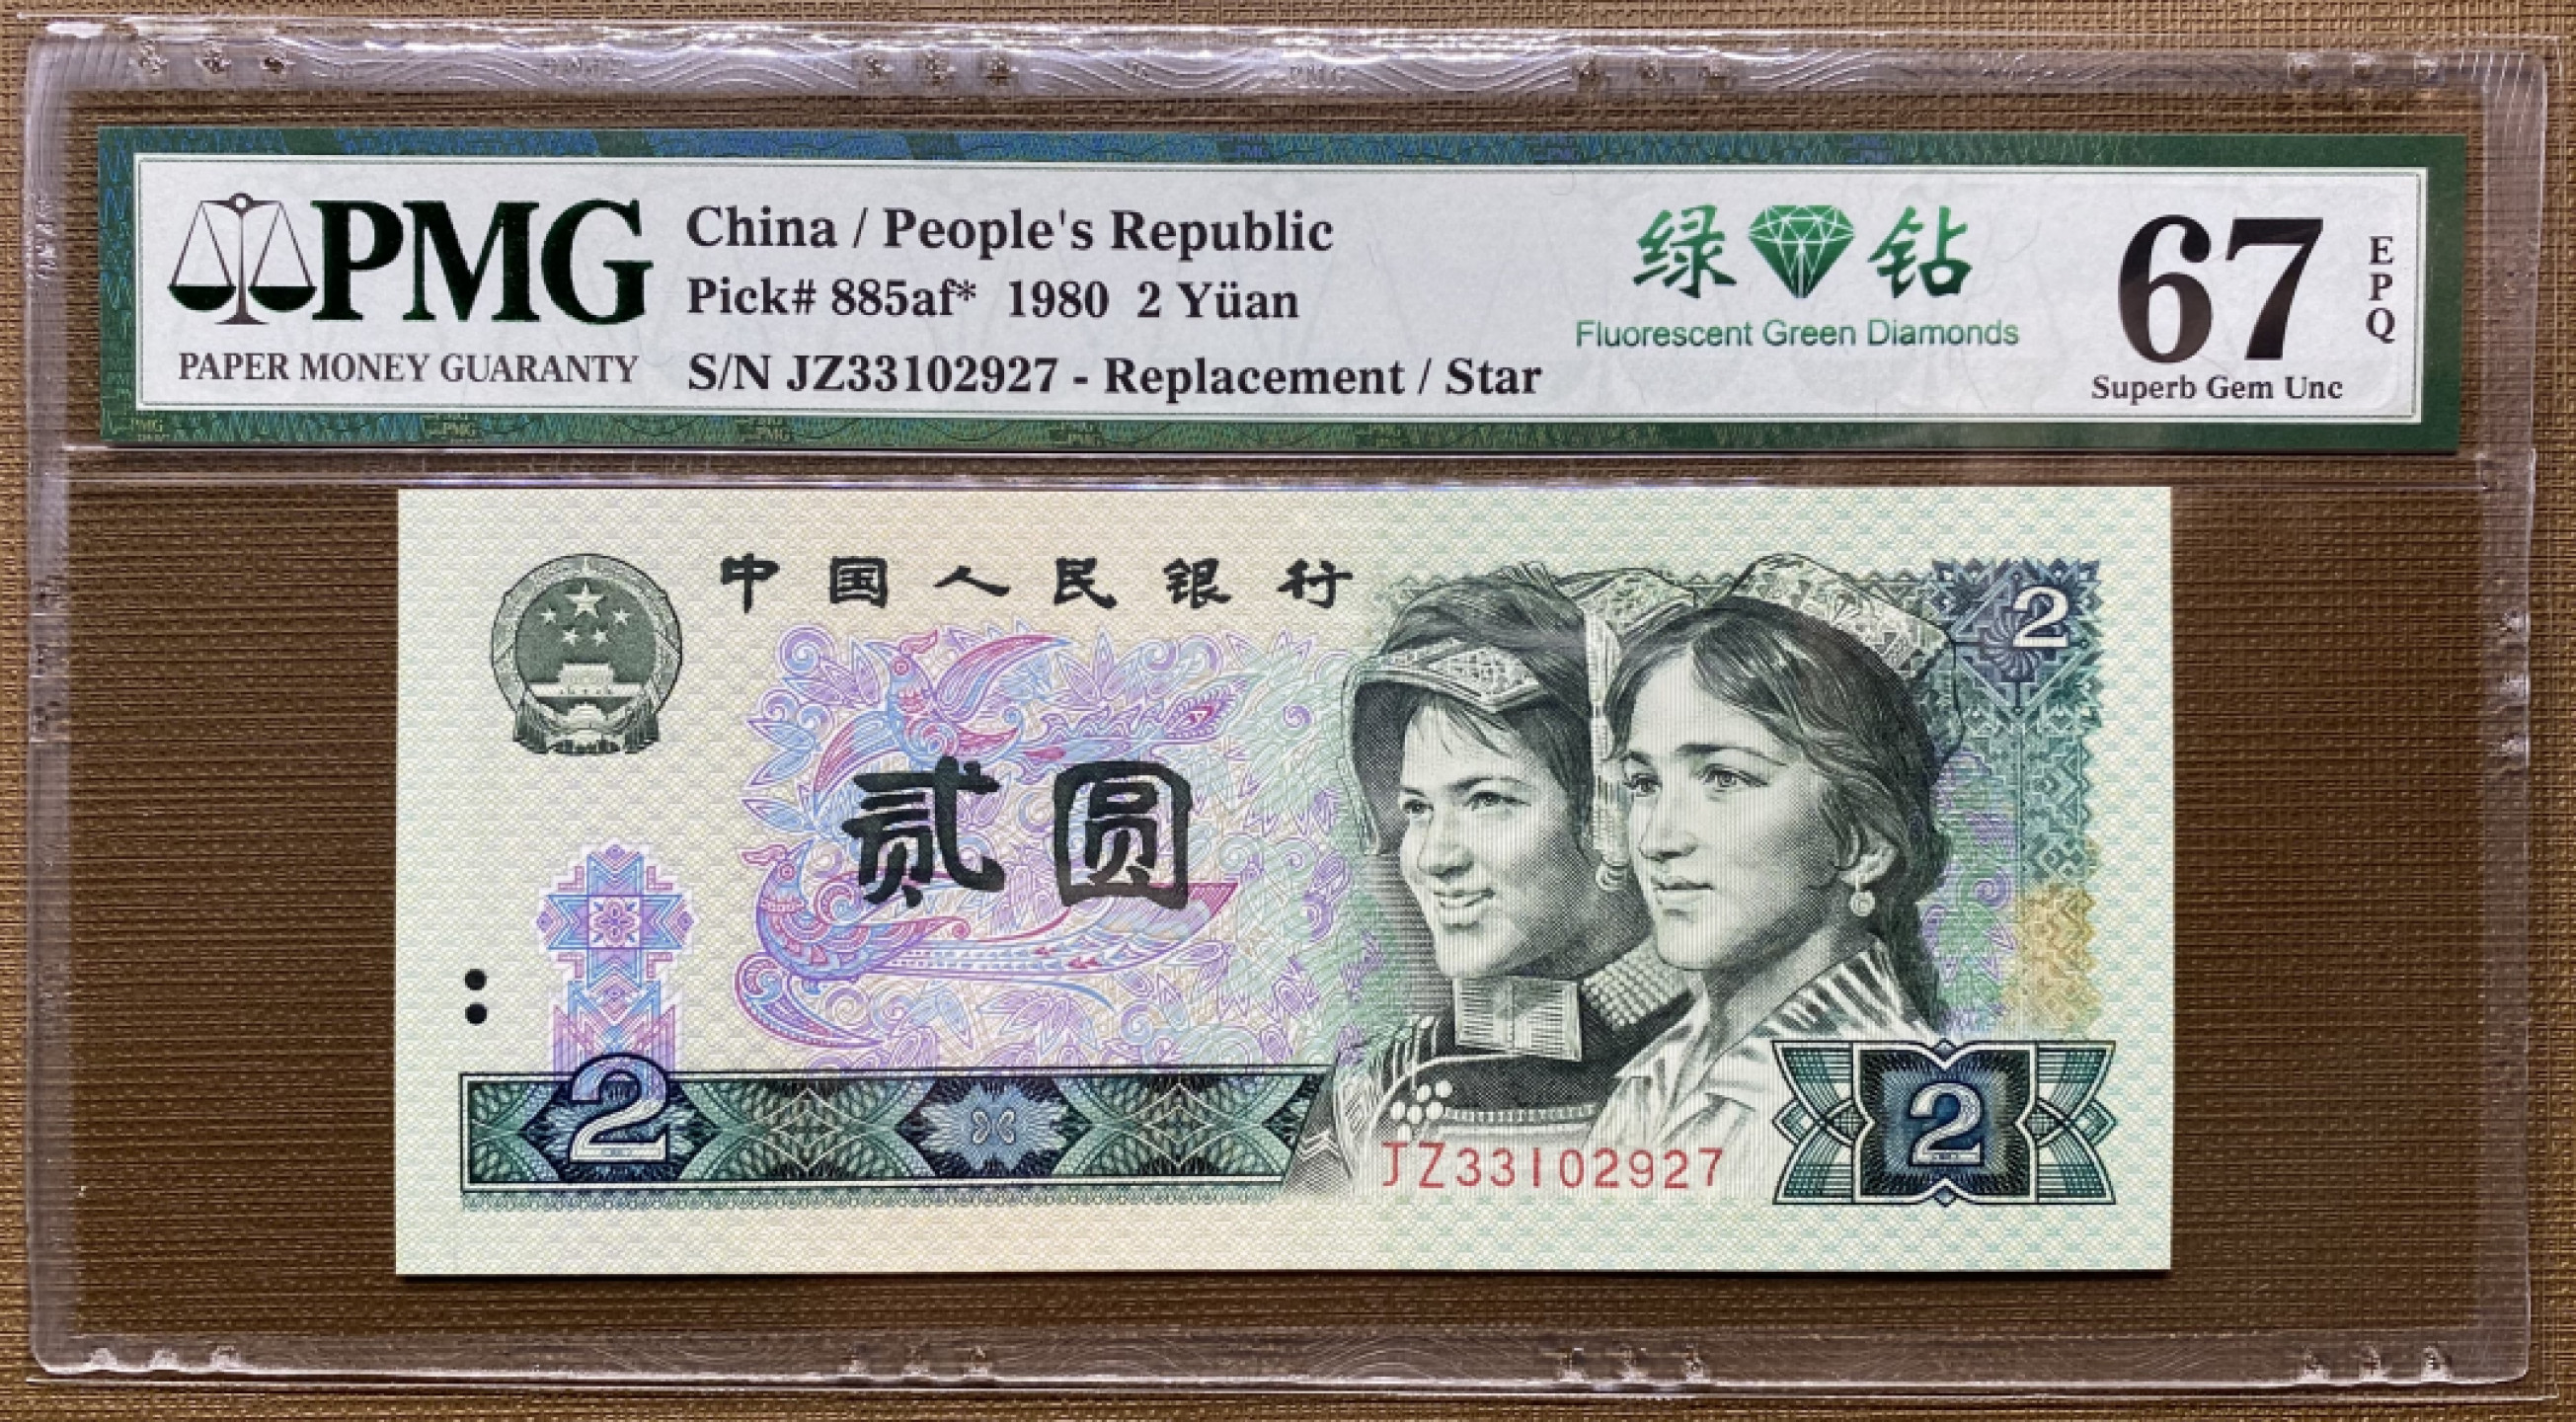 PMG
PAPER MONEY GUARANTY
China / People's Republic
Pick# 885af* 1980 2 Yüan
S/N JZ33102927 - Replacement / Star
绿 钻
Fluorescent Green Diamonds
67
EPQ
Superb Gem Unc
中国人民银行
2
贰圆
2
2
JZ33102927